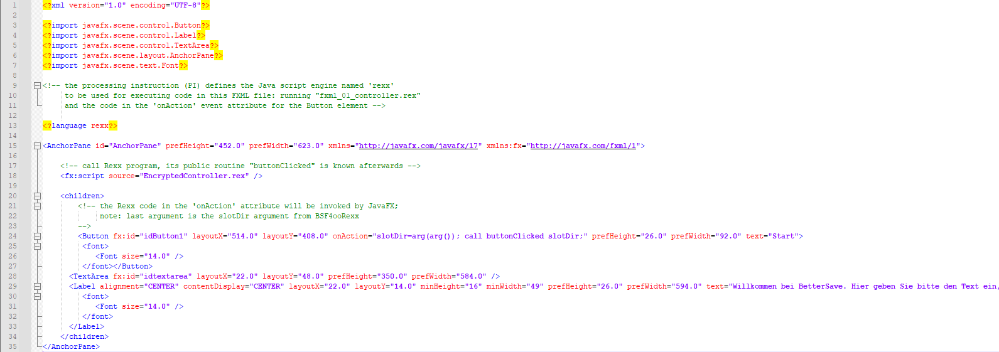 1 <?xml version="1.0" encoding="UTF-8"?>
2
3 <?import javafx.scene.control.Button?>
4 <?import javafx.scene.control.Label?>
5 <?import javafx.scene.control.TextArea?>
6 <?import javafx.scene.layout.AnchorPane?>
7 <?import javafx.scene.text.Font?>
8
9 <!-- the processing instruction (PI) defines the Java script engine named 'rexx'
10 to be used for executing code in this FXML file: running "fxml_01_controller.rex"
11 and the code in the 'onAction' event attribute for the Button element -->
12
13 <?language rexx?>
14
15 <AnchorPane id="AnchorPane" prefHeight="452.0" prefWidth="623.0" xmlns="http://javafx.com/javafx/17" xmlns:fx="http://javafx.com/fxml/1">
16
17 <!-- call Rexx program, its public routine "buttonClicked" is known afterwards -->
18 <fx:script source="EncryptedController.rex" />
19
20 <children>
21 <!-- the Rexx code in the 'onAction' attribute will be invoked by JavaFX;
22 note: last argument is the slotDir argument from BSF4ooRexx
23 -->
24 <Button fx:id="idButton1" layoutX="514.0" layoutY="408.0" onAction="slotDir=arg(arg()); call buttonClicked slotDir;" prefHeight="26.0" prefWidth="92.0" text="Start">
25 <font>
26 <Font size="14.0" />
27 </font></Button>
28 <TextArea fx:id="idtextarea" layoutX="22.0" layoutY="48.0" prefHeight="350.0" prefWidth="584.0" />
29 <Label alignment="CENTER" contentDisplay="CENTER" layoutX="22.0" layoutY="14.0" minHeight="16" minWidth="49" prefHeight="26.0" prefWidth="594.0" text="Willkommen bei BetterSave. Hier geben Sie bitte den Text ein,
30 <font>
31 <Font size="14.0" />
32 </font>
33 </Label>
34 </children>
35 </AnchorPane>